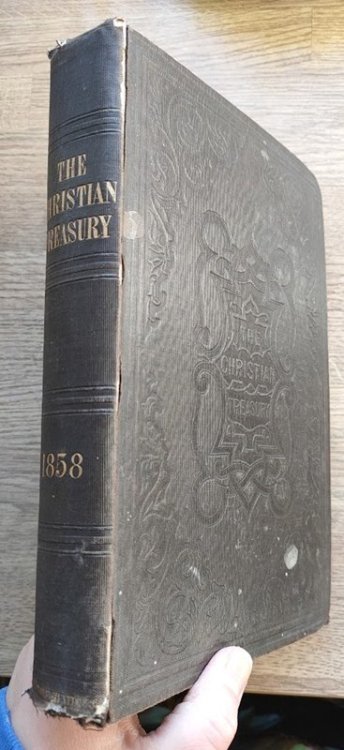 THE
CHRISTIAN
TREASURY
1858
THE
CHRISTIAN
TREASURY